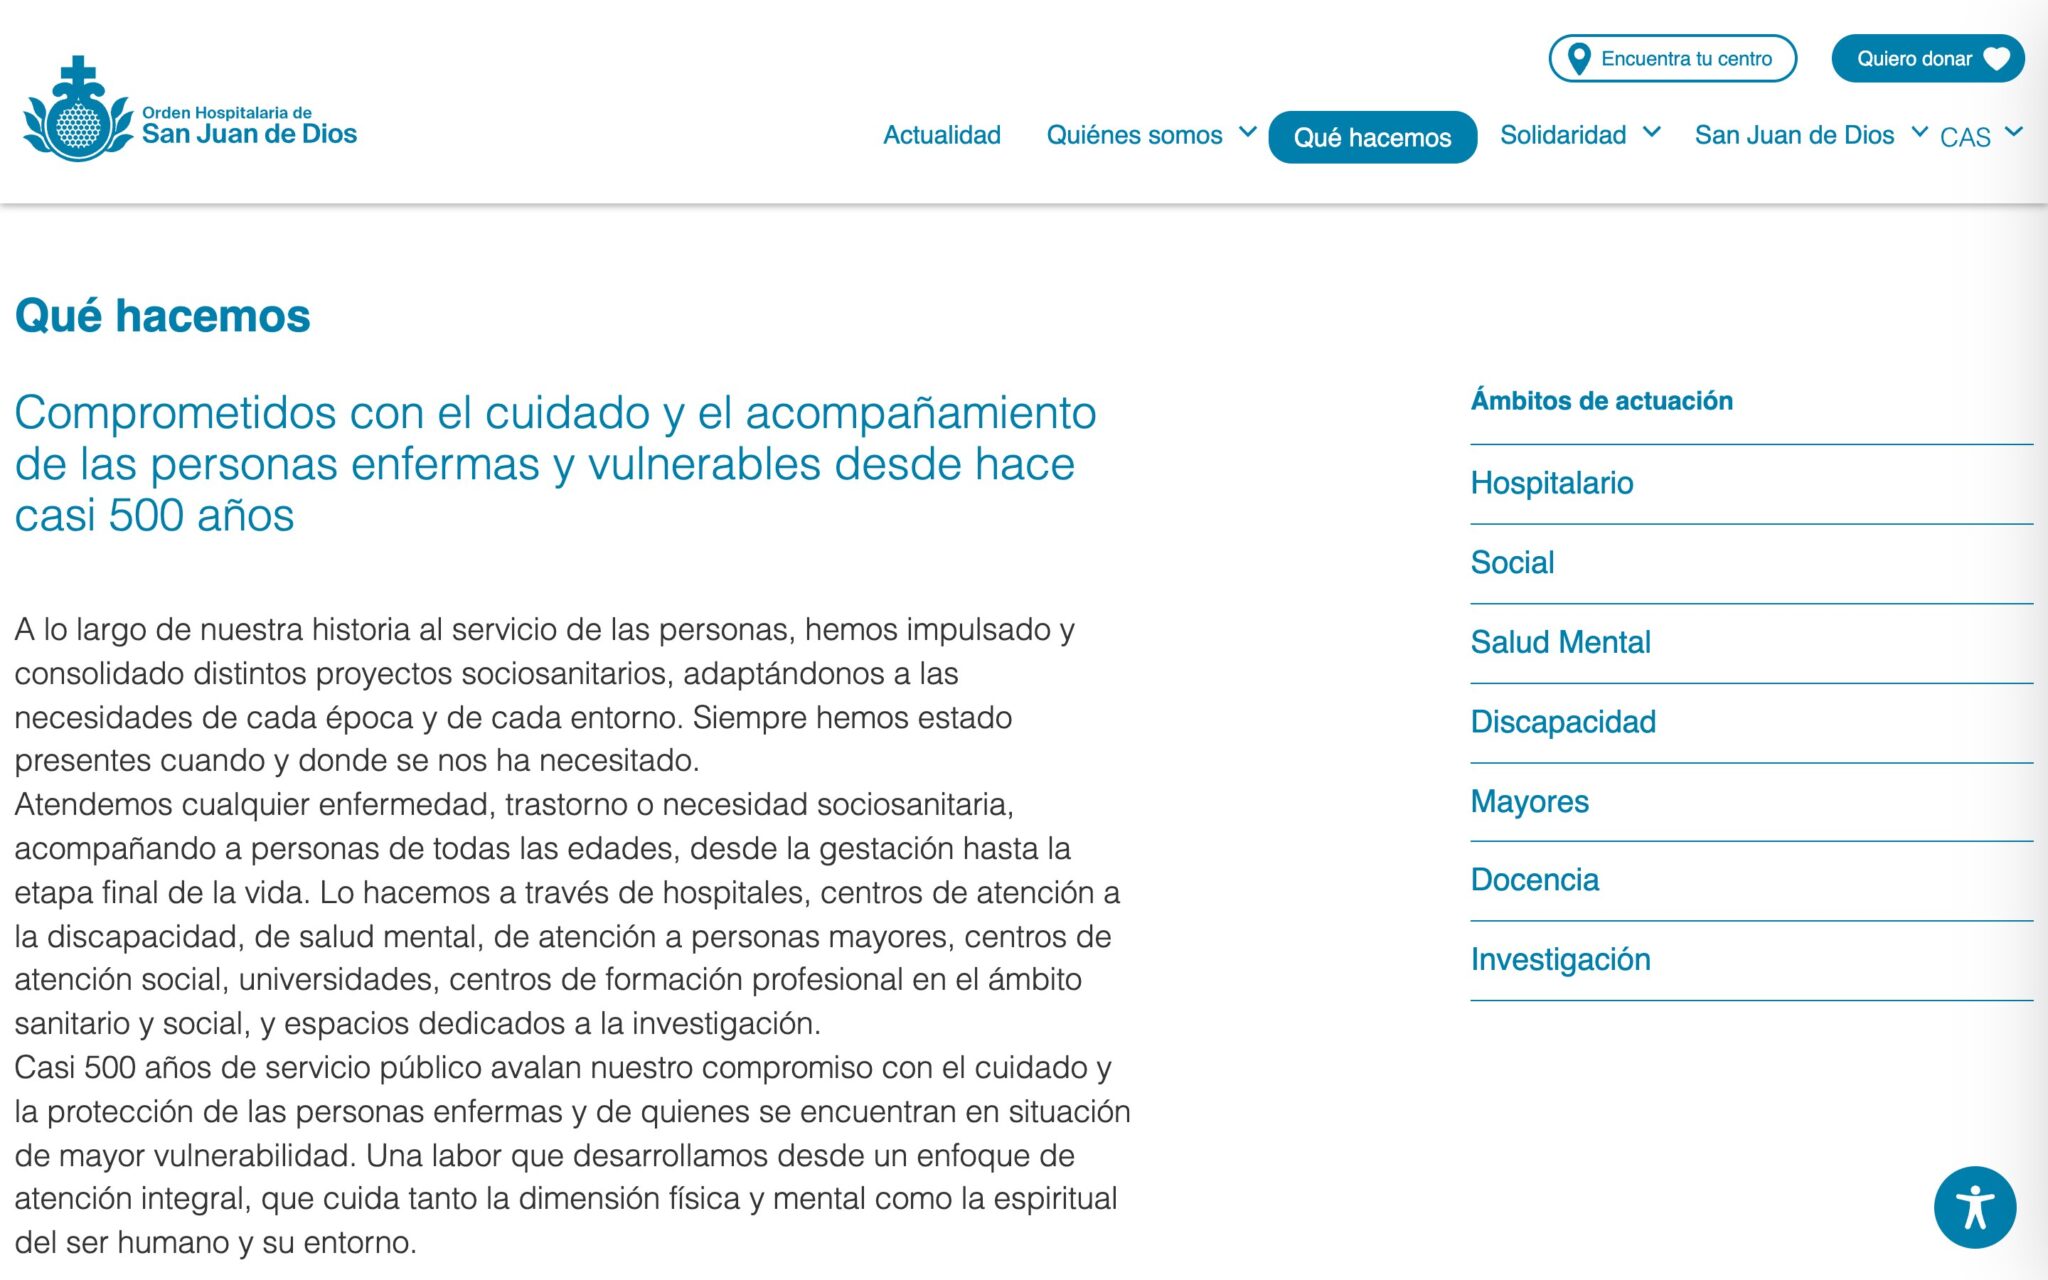 Encuentra tu centro
Quiero donar
Orden Hospitalaria de
San Juan de Dios
Actualidad
Quiénes somos
Qué hacemos
Solidaridad
San Juan de Dios
CAS
Qué hacemos
Comprometidos con el cuidado y el acompañamiento
de las personas enfermas y vulnerables desde hace
casi 500 años
A lo largo de nuestra historia al servicio de las personas, hemos impulsado y
consolidado distintos proyectos sociosanitarios, adaptándonos a las
necesidades de cada época y de cada entorno. Siempre hemos estado
presentes cuando y donde se nos ha necesitado.
Atendemos cualquier enfermedad, trastorno o necesidad sociosanitaria,
acompañando a personas de todas las edades, desde la gestación hasta la
etapa final de la vida. Lo hacemos a través de hospitales, centros de atención a
la discapacidad, de salud mental, de atención a personas mayores, centros de
atención social, universidades, centros de formación profesional en el ámbito
sanitario y social, y espacios dedicados a la investigación.
Casi 500 años de servicio público avalan nuestro compromiso con el cuidado y
la protección de las personas enfermas y de quienes se encuentran en situación
de mayor vulnerabilidad. Una labor que desarrollamos desde un enfoque de
atención integral, que cuida tanto la dimensión física y mental como la espiritual
del ser humano y su entorno.
Ámbitos de actuación
Hospitalario
Social
Salud Mental
Discapacidad
Mayores
Docencia
Investigación